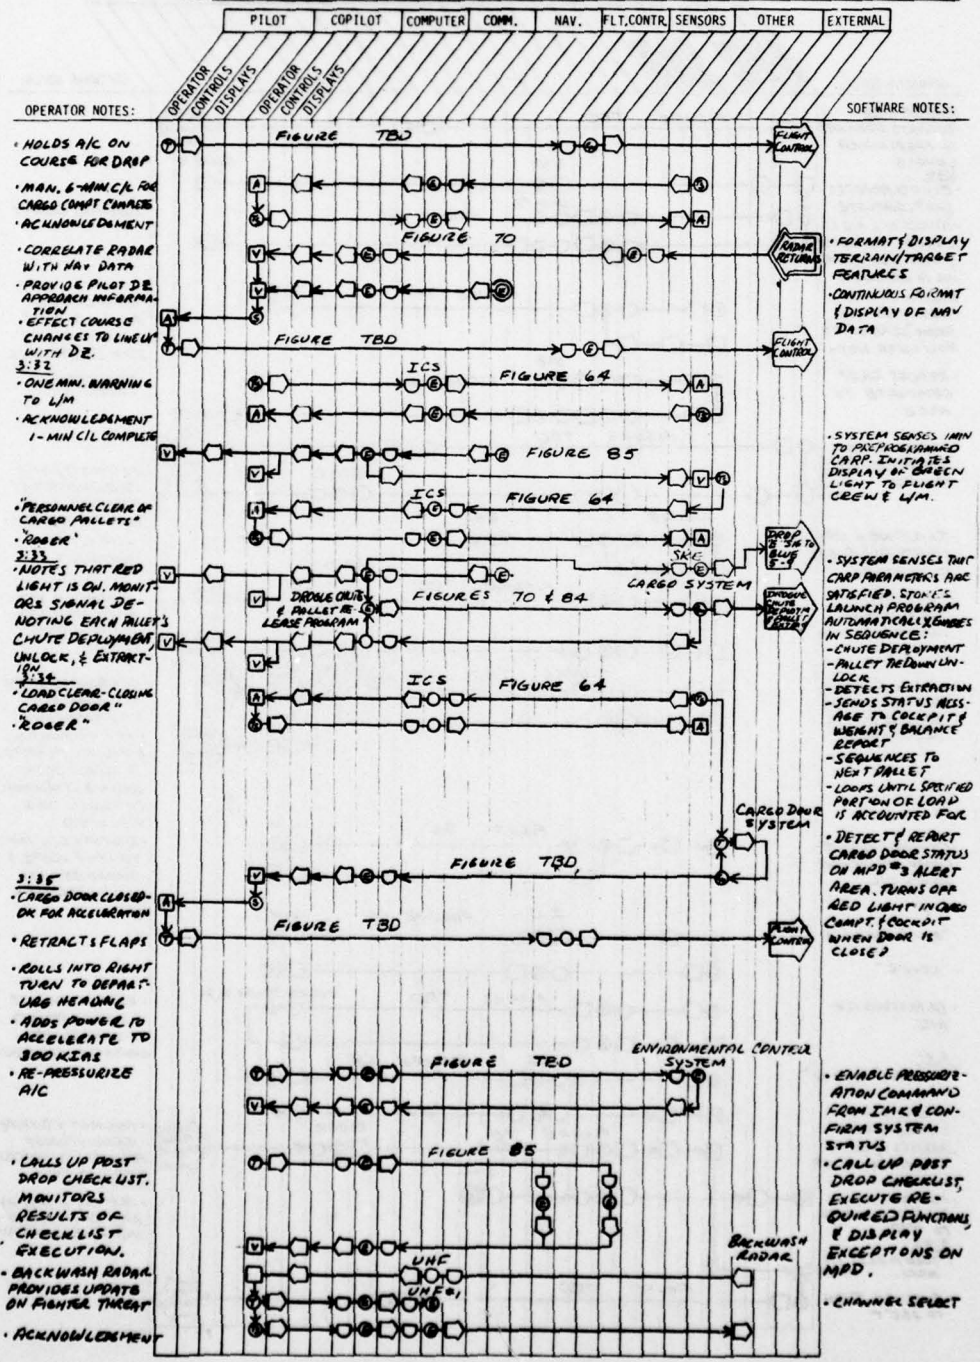 PILOT COPILOT COMPUTER COMM. NAV. FLT.CONTR. SENSORS OTHER EXTERNAL
OPERATOR CONTROLS DISPLAYS OPERATOR CONTROLS DISPLAYS
OPERATOR NOTES:
SOFTWARE NOTES:
FIGURE TBD
FLIGHT
CONTROL
• HOLDS A/C ON
COURSE FOR DROP
• MAN. 6-MIN C/L FOR
CARGO COMPT COMPLETE
• ACKNOWLEDGMENT
FIGURE 70
RADAR
RETURNS
• CORRELATE RADAR
WITH NAV DATA
• PROVIDE PILOT DZ
APPROACH INFORMA-
TION
• EFFECT COURSE
CHANGES TO LINE UP
WITH DZ.
• FORMAT & DISPLAY
TERRAIN/TARGET
FEATURES
• CONTINUOUS FORMAT
& DISPLAY OF NAV
DATA
FIGURE TBD
FLIGHT
CONTROL
3:32
• ONE MIN. WARNING
TO L/M
• ACKNOWLEDGMENT
1-MIN C/L COMPLETE
ICS
FIGURE 64
FIGURE 85
• SYSTEM SENSES 1 MIN
TO PREPROGRAMMED
CARP. INITIATES
DISPLAY OF GREEN
LIGHT TO FLIGHT
CREW & L/M.
ICS
FIGURE 64
• "PERSONNEL CLEAR OF
CARGO PALLETS"
• "ROGER"
3:33
• NOTES THAT RED
LIGHT IS ON. MONIT-
ORS SIGNAL DE-
NOTING EACH PALLET'S
CHUTE DEPLOYMENT,
UNLOCK, & EXTRACT-
ION
SKE
CARGO SYSTEM
DROGUE CHUTE
& PALLET RE-
LEASE PROGRAM
FIGURES 70 & 84
DROP
SIG TO
BLUE
DROGUE
CHUTE
• SYSTEM SENSES THAT
CARP PARAMETERS ARE
SATISFIED. STORES
LAUNCH PROGRAM
AUTOMATICALLY
IN SEQUENCE:
- CHUTE DEPLOYMENT
- PALLET TIEDOWN UN-
LOCK
- DETECTS EXTRACTION
- SENDS STATUS MESS-
AGE TO COCKPIT &
WEIGHT & BALANCE
REPORT
- SEQUENCES TO
NEXT PALLET
- LOOPS UNTIL SPECIFIED
PORTION OF LOAD
IS ACCOUNTED FOR
3:34
• "LOAD CLEAR-CLOSING
CARGO DOOR"
• "ROGER"
ICS
FIGURE 64
CARGO DOOR
SYSTEM
• DETECT & REPORT
CARGO DOOR STATUS
ON MPD #3 ALERT
AREA. TURNS OFF
RED LIGHT IN CARGO
COMPT. & COCKPIT
WHEN DOOR IS
CLOSED
FIGURE TBD
3:35
• CARGO DOOR CLOSED-
OK FOR ACCELERATION
• RETRACTS FLAPS
FIGURE TBD
FLIGHT
CONTROL
• ROLLS INTO RIGHT
TURN TO DEPART-
URE HEADING
• ADDS POWER TO
ACCELERATE TO
300 KIAS
• RE-PRESSURIZE
A/C
FIGURE TBD
ENVIRONMENTAL CONTROL
SYSTEM
• ENABLE PRESSURIZ-
ATION COMMAND
FROM IMK & CON-
FIRM SYSTEM
STATUS
• CALLS UP POST
DROP CHECK LIST.
MONITORS
RESULTS OF
CHECKLIST
EXECUTION.
FIGURE 85
• CALL UP POST
DROP CHECKLIST,
EXECUTE RE-
QUIRED FUNCTIONS,
& DISPLAY
EXCEPTIONS ON
MPD.
• BACKWASH RADAR
PROVIDES UPDATE
ON FIGHTER THREAT
UHF
BACKWASH
RADAR
UHF
• CHANNEL SELECT
• ACKNOWLEDGMENT